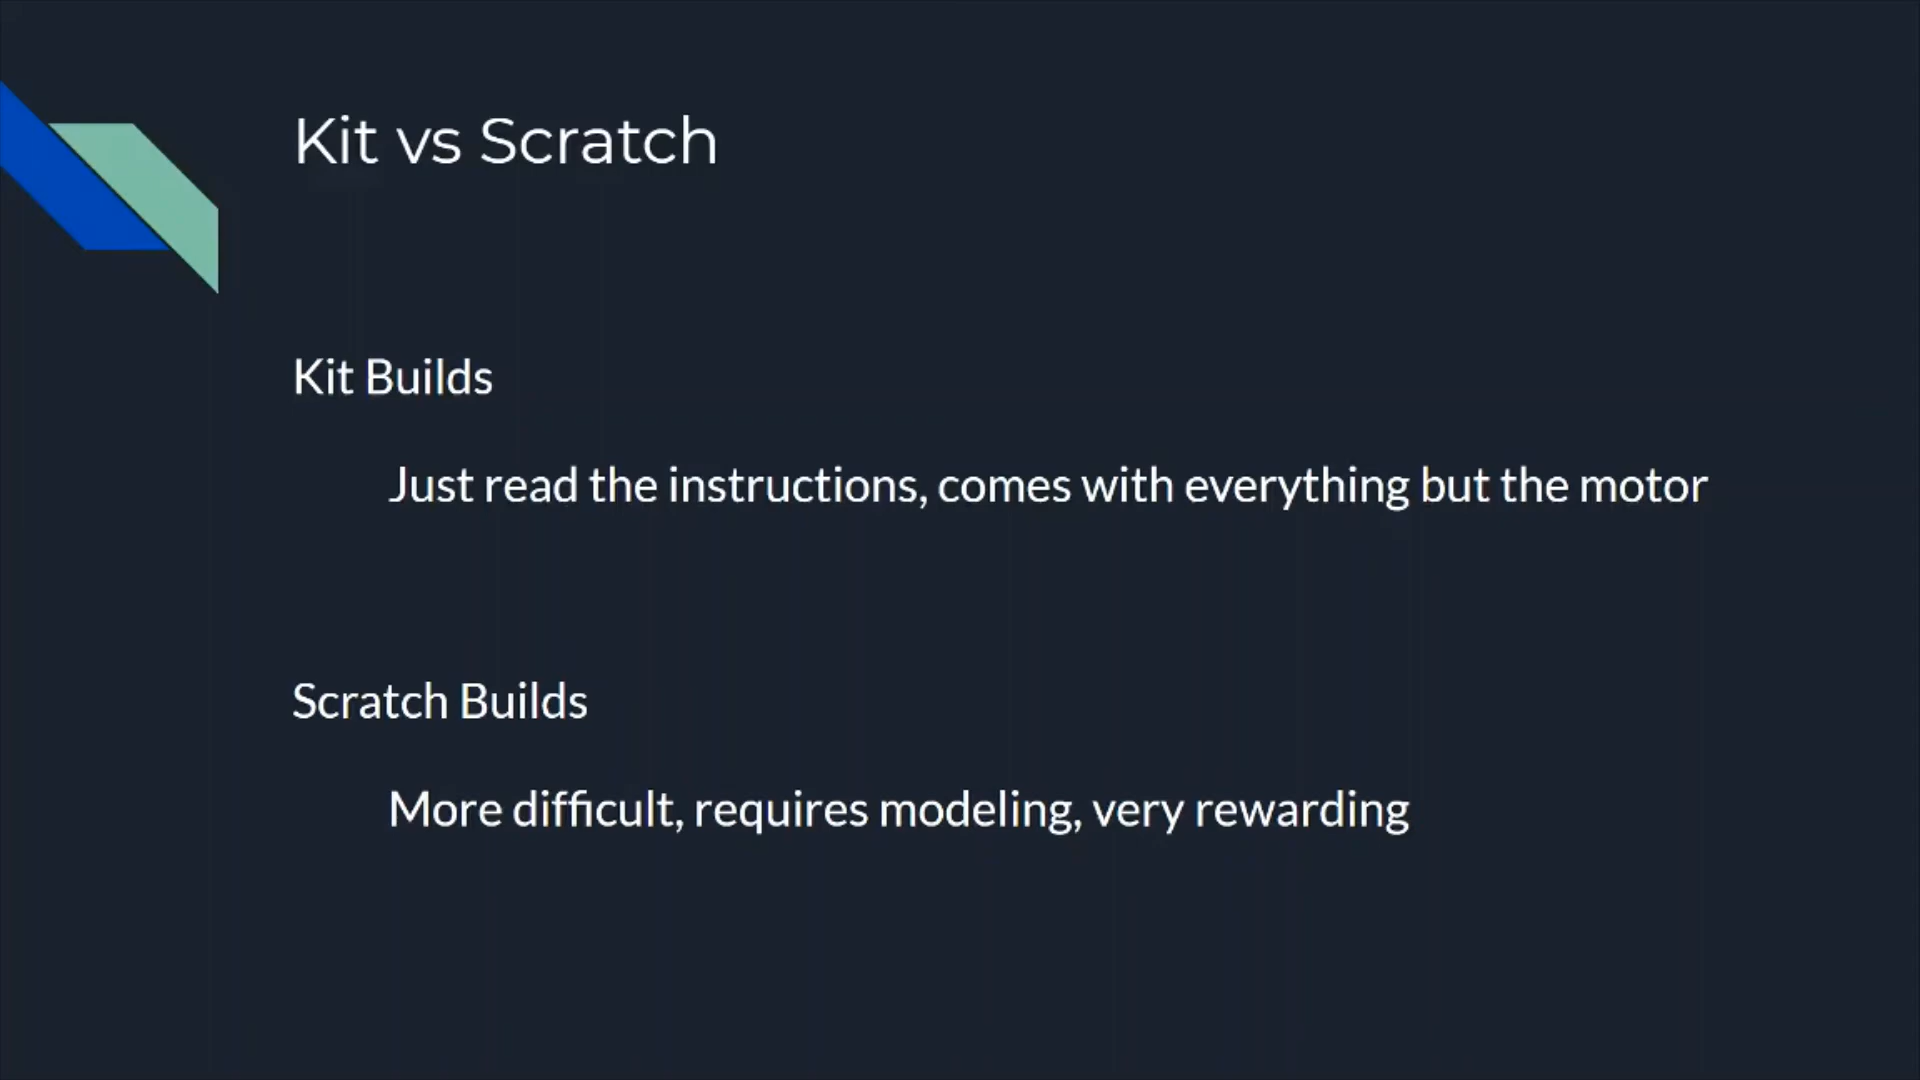 Kit vs Scratch
Kit Builds
Just read the instructions, comes with everything but the motor
Scratch Builds
More difficult, requires modeling, very rewarding